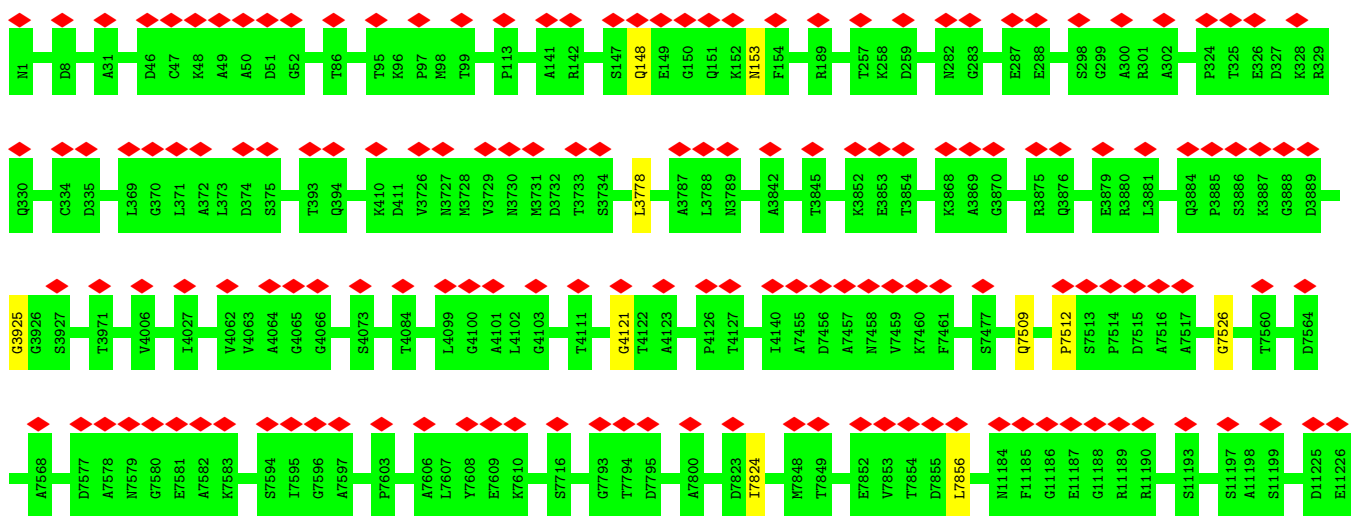 N1 D8 A31 D46 C47 K48 A49 A50 D51 G52 T86 T95 K96 P97 M98 T99 P113 A141 R142 S147 Q148 E149 G150 Q151 K152 N153 F154 R189 T257 K258 D259 N282 G283 E287 E288 S298 G299 A300 R301 A302 P324 T325 E326 D327 K328 R329
Q330 C334 D335 L369 G370 L371 A372 L373 D374 S375 T393 Q394 K410 D411 V3726 N3727 M3728 V3729 N3730 M3731 D3732 T3733 S3734 L3778 A3787 L3788 N3789 A3842 T3845 K3852 E3853 T3854 K3868 A3869 G3870 R3875 Q3876 E3879 R3880 L3881 Q3884 P3885 S3886 K3887 G3888 D3889
G3925 G3926 S3927 T3971 V4006 I4027 V4062 V4063 A4064 G4065 G4066 S4073 T4084 L4099 G4100 A4101 L4102 G4103 T4111 G4121 T4122 A4123 P4126 T4127 I4140 A7455 D7456 A7457 N7458 V7459 K7460 F7461 S7477 Q7509 P7512 S7513 P7514 D7515 A7516 A7517 G7526 T7560 D7564
A7568 D7577 A7578 N7579 G7580 E7581 A7582 K7583 S7594 I7595 G7596 A7597 P7603 A7606 L7607 Y7608 E7609 K7610 S7716 G7793 T7794 D7795 A7800 D7823 I7824 M7848 T7849 E7852 V7853 T7854 D7855 L7856 N11184 F11185 G11186 E11187 G11188 R11189 R11190 S11193 S11197 A11198 S11199 D11225 E11226